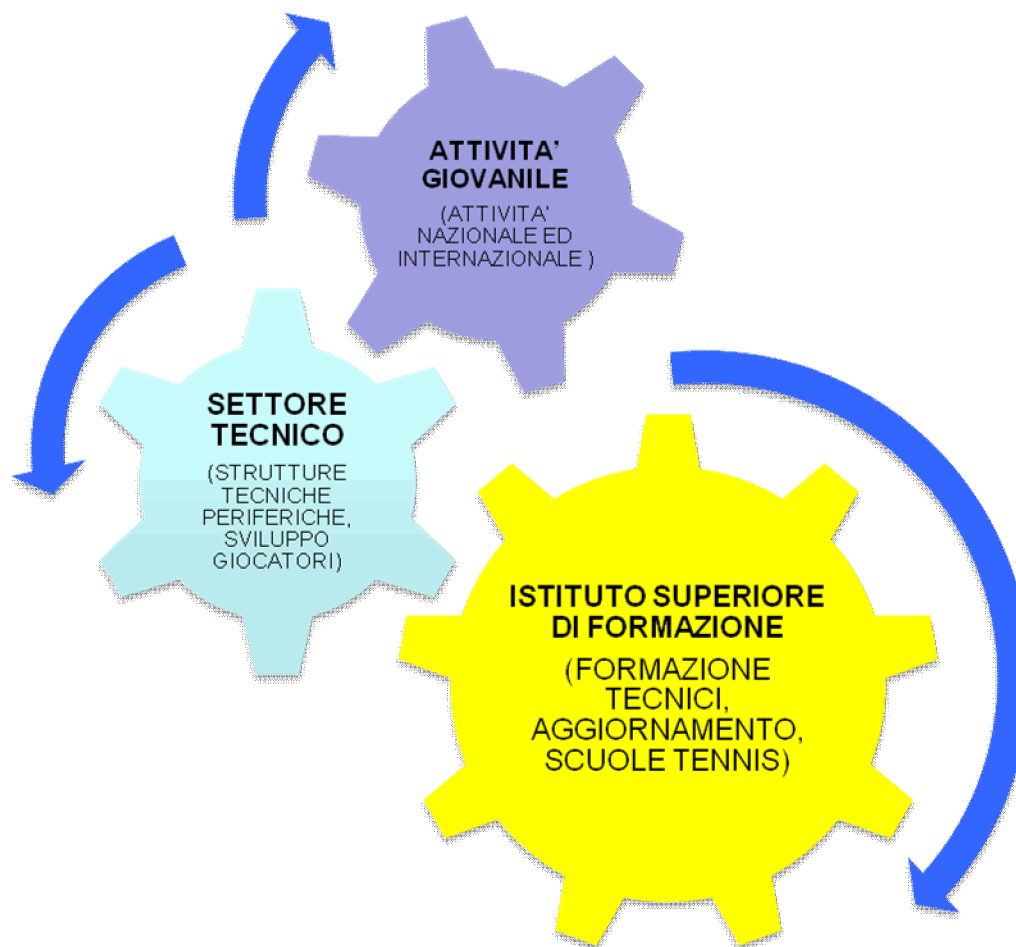 ATTIVITA’
GIOVANILE
(ATTIVITA’
NAZIONALE ED
INTERNAZIONALE )
SETTORE
TECNICO
(STRUTTURE
TECNICHE
PERIFERICHE,
SVILUPPO
GIOCATORI)
ISTITUTO SUPERIORE
DI FORMAZIONE
(FORMAZIONE
TECNICI,
AGGIORNAMENTO,
SCUOLE TENNIS)